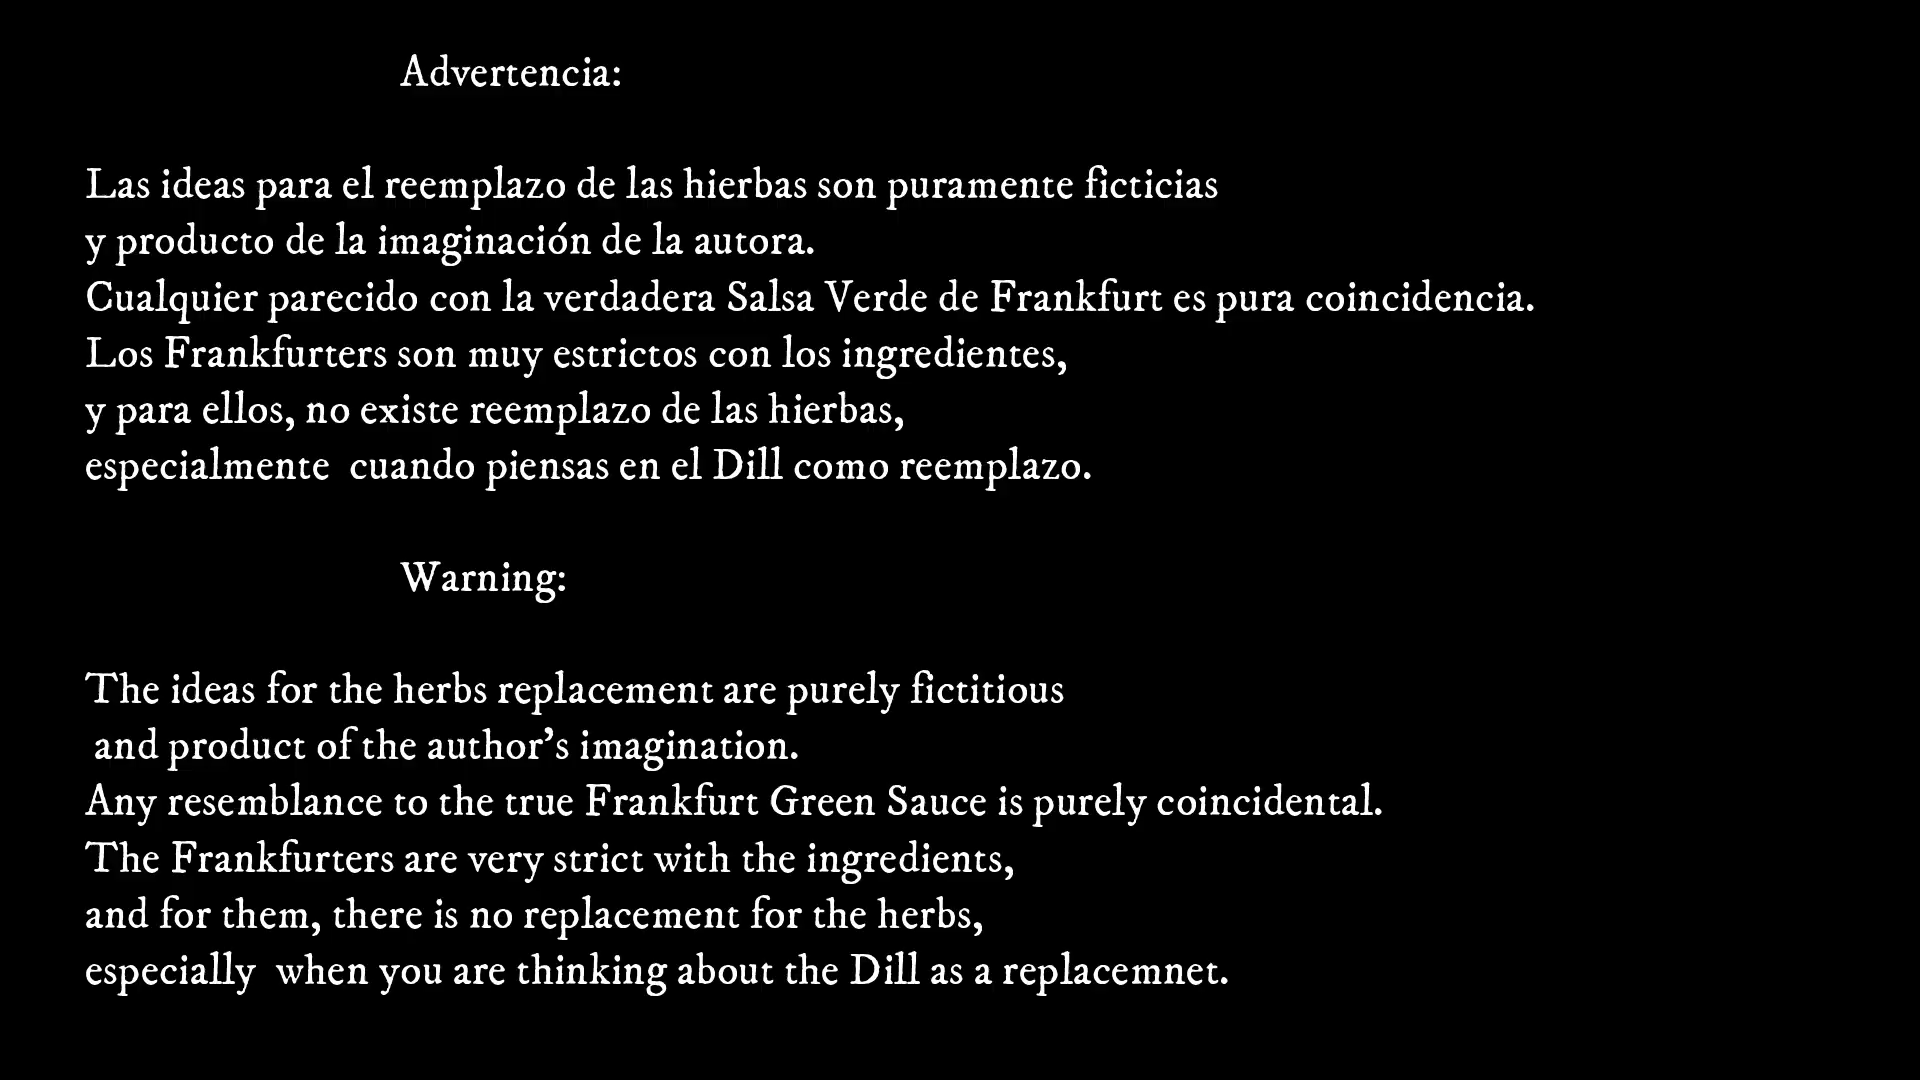 Advertencia:
Las ideas para el reemplazo de las hierbas son puramente ficticias
y producto de la imaginación de la autora.
Cualquier parecido con la verdadera Salsa Verde de Frankfurt es pura coincidencia.
Los Frankfurters son muy estrictos con los ingredientes,
y para ellos, no existe reemplazo de las hierbas,
especialmente  cuando piensas en el Dill como reemplazo.
Warning:
The ideas for the herbs replacement are purely fictitious
and product of the author's imagination.
Any resemblance to the true Frankfurt Green Sauce is purely coincidental.
The Frankfurters are very strict with the ingredients,
and for them, there is no replacement for the herbs,
especially  when you are thinking about the Dill as a replacemnet.